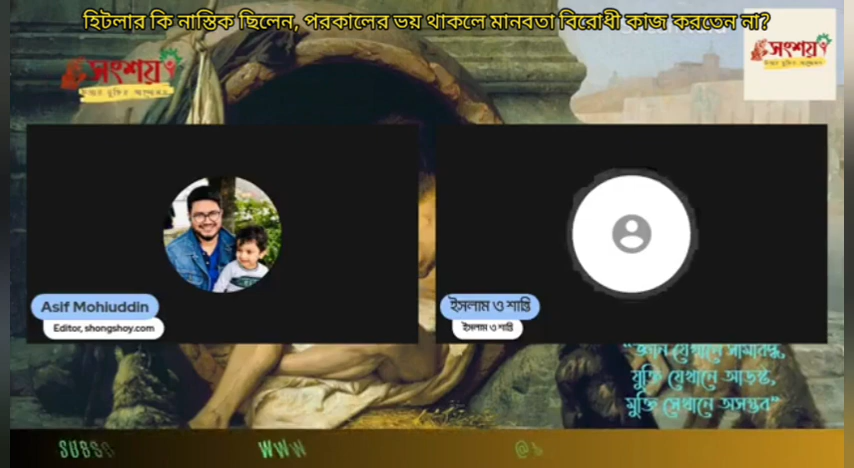 হিটলার কি নাস্তিক ছিলেন, পরকালের ভয় থাকলে মানবতা বিরোধী কাজ করতেন না?
সংশয়
সংশয়
Asif Mohiuddin
Editor, shongshoy.com
ইসলাম ও শান্তি
ইসলাম ও শান্তি
"জ্ঞান যেখানে সীমাবদ্ধ,
যুক্তি যেখানে আড়ষ্ট,
মুক্তি সেখানে অসম্ভব"
SUBSC
WWW
@